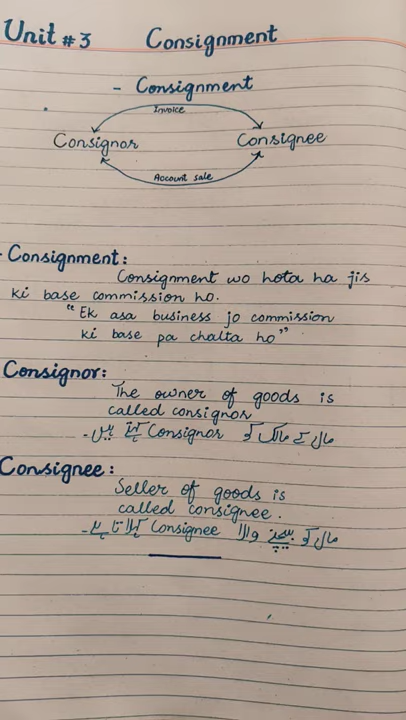 Unit #3 Consignment
- Consignment
Invoice
Consignor Consignee
Account sale
- Consignment:
Consignment wo hota ha jis
ki base commission ho.
"Ek asa business jo commission
ki base pa chalta ho"
Consignor:
The owner of goods is
called consignor
مال کے مالک کو Consignor کہتے ہیں۔
Consignee:
Seller of goods is
called consignee.
مال کو بیچنے والا Consignee کہلاتا ہے۔